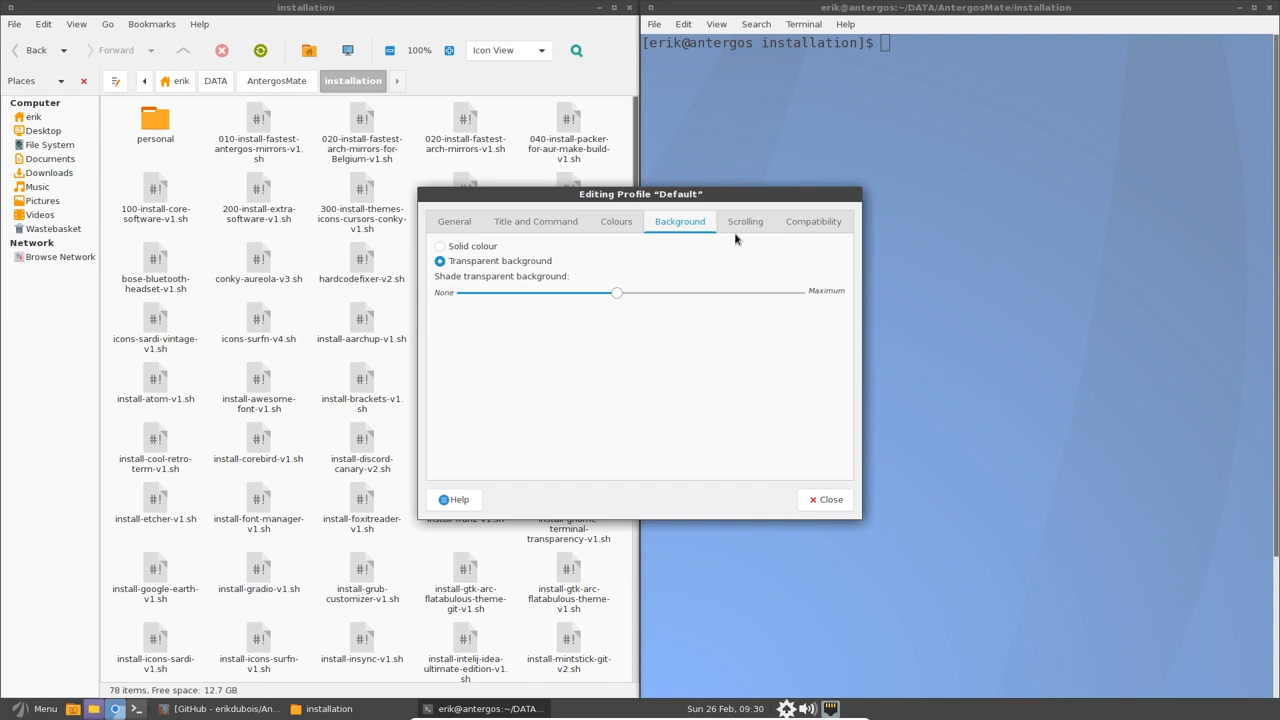 installation
File Edit View Go Bookmarks Help
Back Forward 100% Icon View
Places erik DATA AntergosMate installation
Computer
erik
Desktop
File System
Documents
Downloads
Music
Pictures
Videos
Wastebasket
Network
Browse Network
personal
010-install-fastest-
antergos-mirrors-v1.
sh
020-install-fastest-
arch-mirrors-for-
Belgium-v1.sh
020-install-fastest-
arch-mirrors-v1.sh
040-install-packer-
for-aur-make-build-
v1.sh
100-install-core-
software-v1.sh
200-install-extra-
software-v1.sh
300-install-themes-
icons-cursors-conky-
v1.sh
bose-bluetooth-
headset-v1.sh
conky-aureola-v3.sh
hardcodefixer-v2.sh
icons-sardi-vintage-
v1.sh
icons-surfn-v4.sh
install-aarchup-v1.sh
install-atom-v1.sh
install-awesome-
font-v1.sh
install-brackets-v1.
sh
install-cool-retro-
term-v1.sh
install-corebird-v1.sh
install-discord-
canary-v2.sh
install-etcher-v1.sh
install-font-manager-
v1.sh
install-foxitreader-
v1.sh
install-franz-v1.sh
install-gnome-
terminal-
transparency-v1.sh
install-google-earth-
v1.sh
install-gradio-v1.sh
install-grub-
customizer-v1.sh
install-gtk-arc-
flatabulous-theme-
git-v1.sh
install-gtk-arc-
flatabulous-theme-
v1.sh
install-icons-sardi-
v1.sh
install-icons-surfn-
v1.sh
install-insync-v1.sh
install-intelij-idea-
ultimate-edition-v1.
sh
install-mintstick-git-
v2.sh
78 items, Free space: 12.7 GB
erik@antergos:~/DATA/AntergosMate/installation
File Edit View Search Terminal Help
[erik@antergos installation]$
Editing Profile “Default”
General Title and Command Colours Background Scrolling Compatibility
Solid colour
Transparent background
Shade transparent background:
None Maximum
Help Close
Menu [GitHub - erikdubois/An... installation erik@antergos:~/DATA... Sun 26 Feb, 09:30